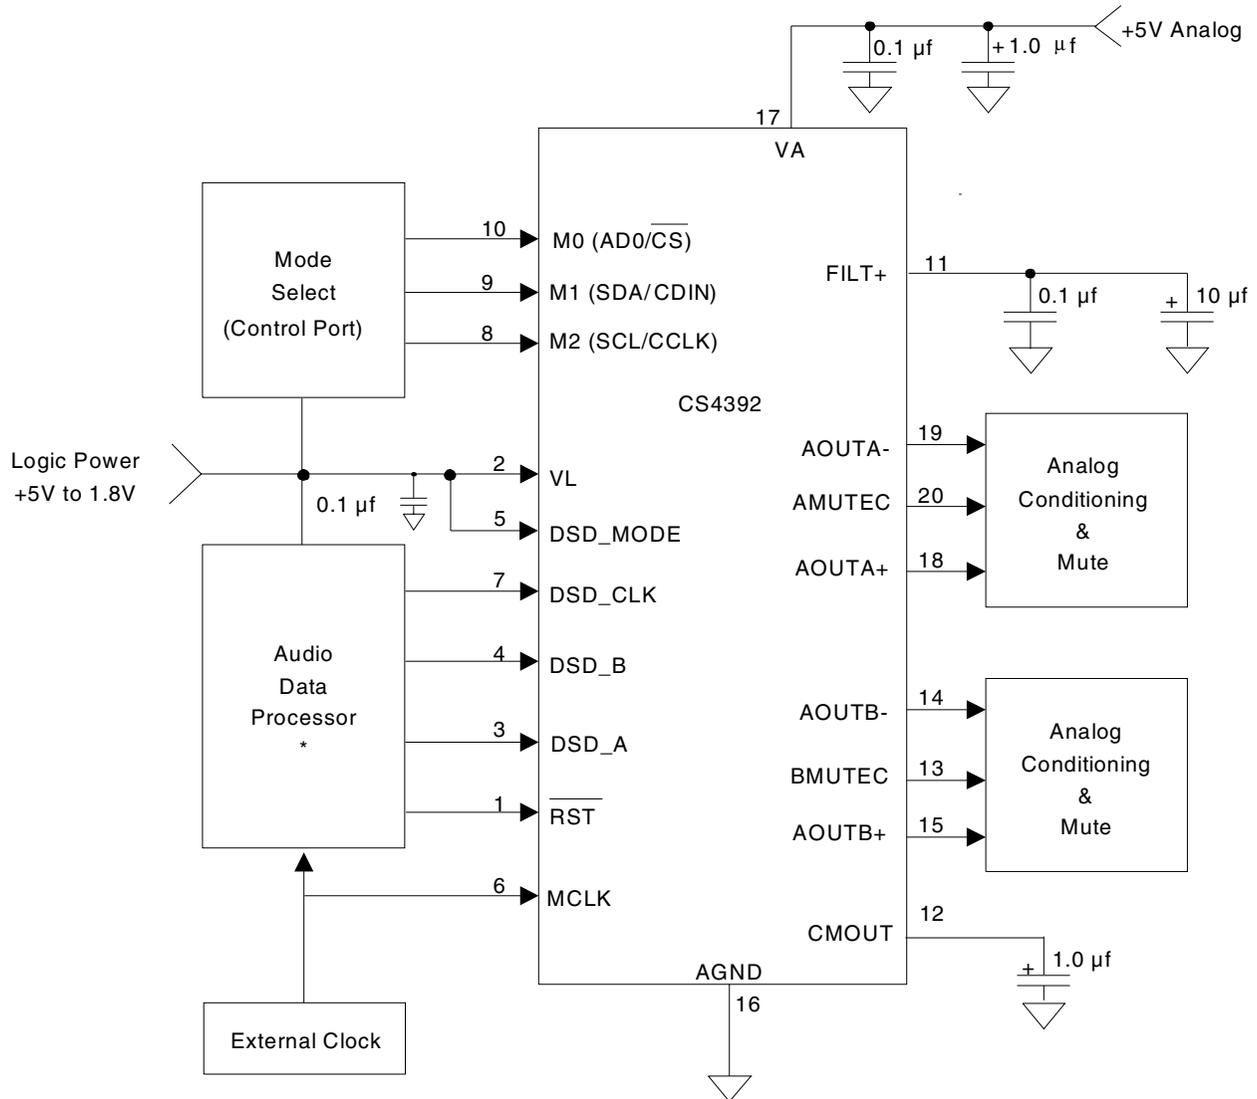 +5V Analog
0.1 µf
+ 1.0 µf
17
VA
Mode
Select
(Control Port)
10
M0 (AD0/CS)
9
M1 (SDA/CDIN)
8
M2 (SCL/CCLK)
FILT+
11
0.1 µf
+ 10 µf
CS4392
Logic Power
+5V to 1.8V
0.1 µf
2
VL
5
DSD_MODE
AOUTA-
19
AMUTEC
20
AOUTA+
18
Analog
Conditioning
&
Mute
Audio
Data
Processor
*
7
DSD_CLK
4
DSD_B
3
DSD_A
1
RST
6
MCLK
AOUTB-
14
BMUTEC
13
AOUTB+
15
Analog
Conditioning
&
Mute
CMOUT
12
+ 1.0 µf
AGND
16
External Clock